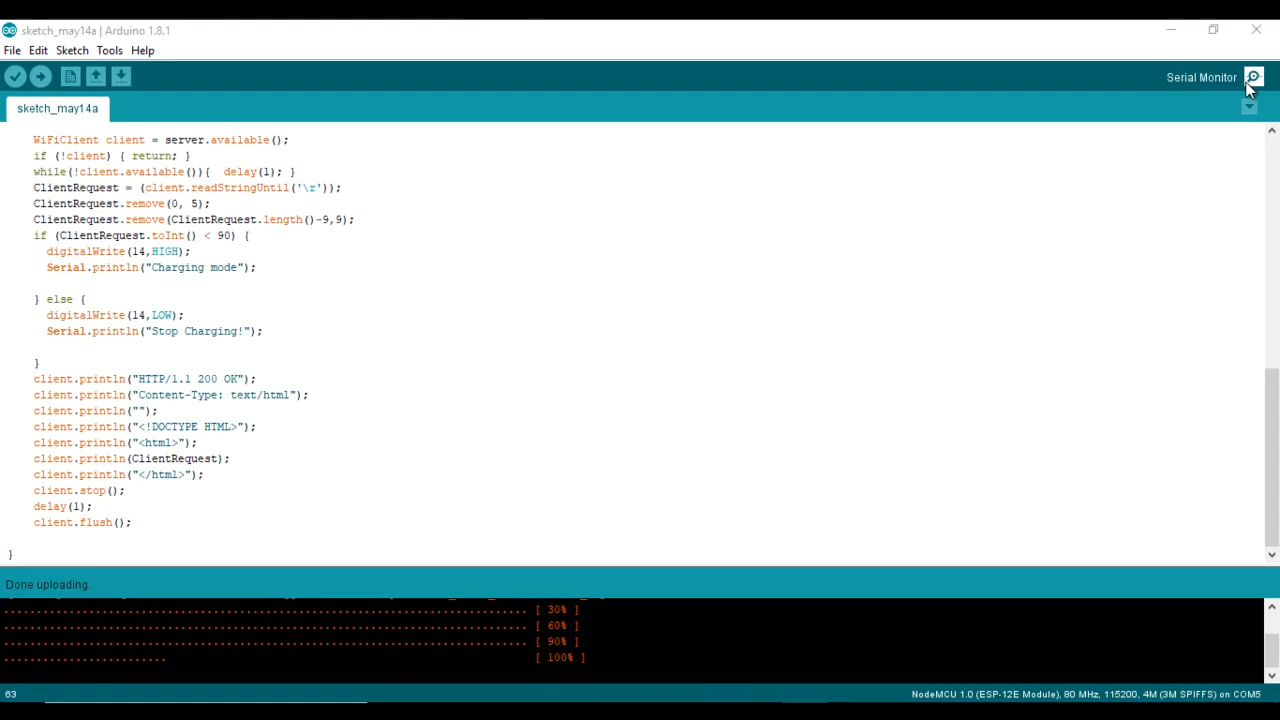 sketch_may14a | Arduino 1.8.1
File Edit Sketch Tools Help
Serial Monitor
sketch_may14a
WiFiClient client = server.available();
if (!client) { return; }
while(!client.available()){  delay(1); }
ClientRequest = (client.readStringUntil('\r'));
ClientRequest.remove(0, 5);
ClientRequest.remove(ClientRequest.length()-9,9);
if (ClientRequest.toInt() < 90) {
digitalWrite(14,HIGH);
Serial.println("Charging mode");
} else {
digitalWrite(14,LOW);
Serial.println("Stop Charging!");
}
client.println("HTTP/1.1 200 OK");
client.println("Content-Type: text/html");
client.println("");
client.println("<!DOCTYPE HTML>");
client.println("<html>");
client.println(ClientRequest);
client.println("</html>");
client.stop();
delay(1);
client.flush();
}
Done uploading.
................................................................................ [ 30% ]
................................................................................ [ 60% ]
................................................................................ [ 90% ]
......................... [ 100% ]
63
NodeMCU 1.0 (ESP-12E Module), 80 MHz, 115200, 4M (3M SPIFFS) on COM5